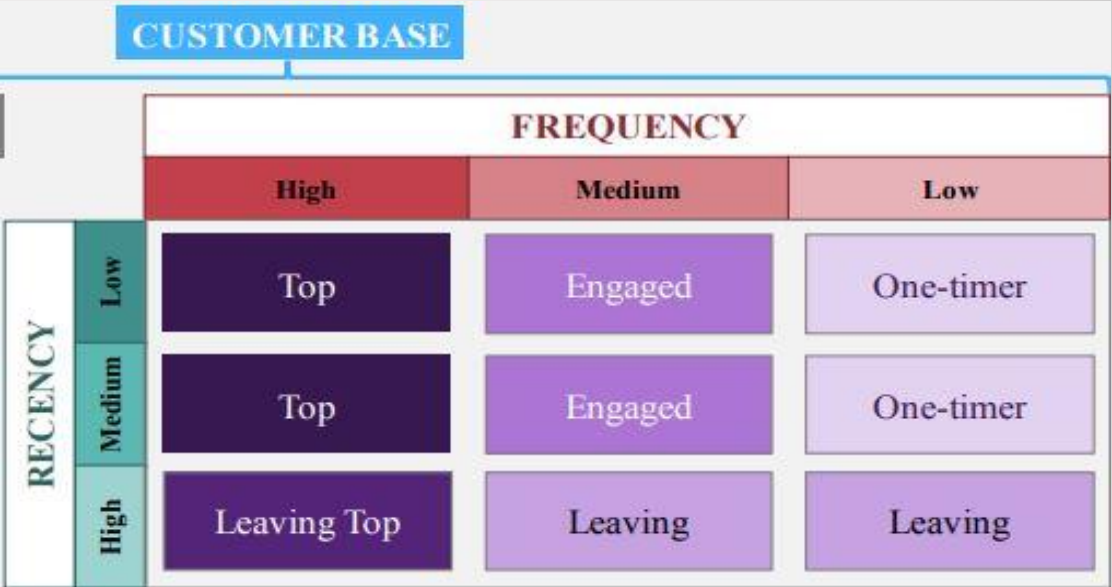 CUSTOMER BASE
FREQUENCY
High Medium Low
RECENCY
Low Top Engaged One-timer
Medium Top Engaged One-timer
High Leaving Top Leaving Leaving